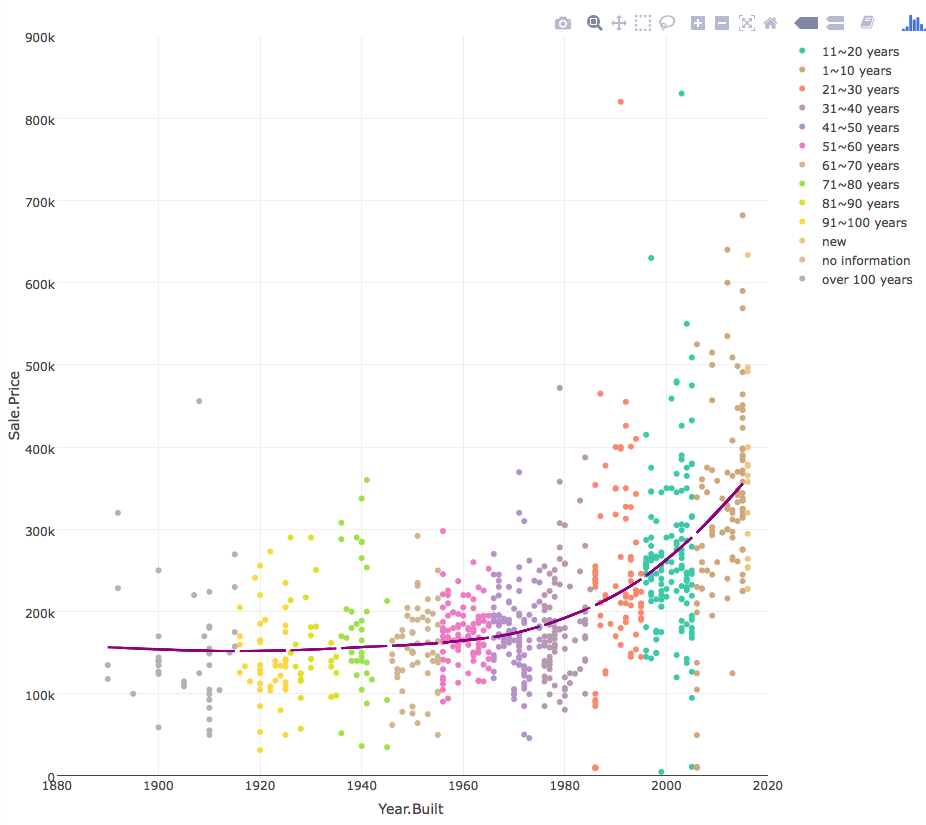 900k
800k
700k
600k
500k
400k
300k
200k
100k
0
Sale.Price
1880
1900
1920
1940
1960
1980
2000
2020
Year.Built
11~20 years
1~10 years
21~30 years
31~40 years
41~50 years
51~60 years
61~70 years
71~80 years
81~90 years
91~100 years
new
no information
over 100 years